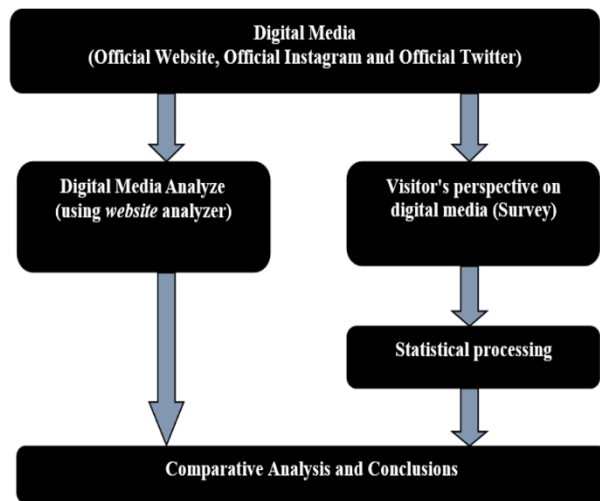 Digital Media
(Official Website, Official Instagram and Official Twitter)
Digital Media Analyze
(using website analyzer)
Visitor's perspective on
digital media (Survey)
Statistical processing
Comparative Analysis and Conclusions